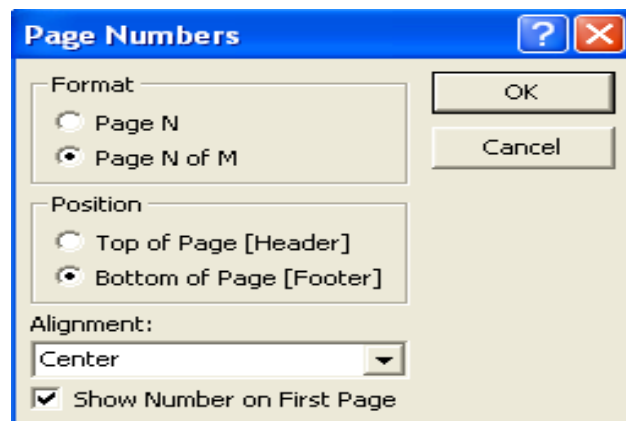 Page Numbers
Format
Page N
Page N of M
OK
Cancel
Position
Top of Page [Header]
Bottom of Page [Footer]
Alignment:
Center
Show Number on First Page